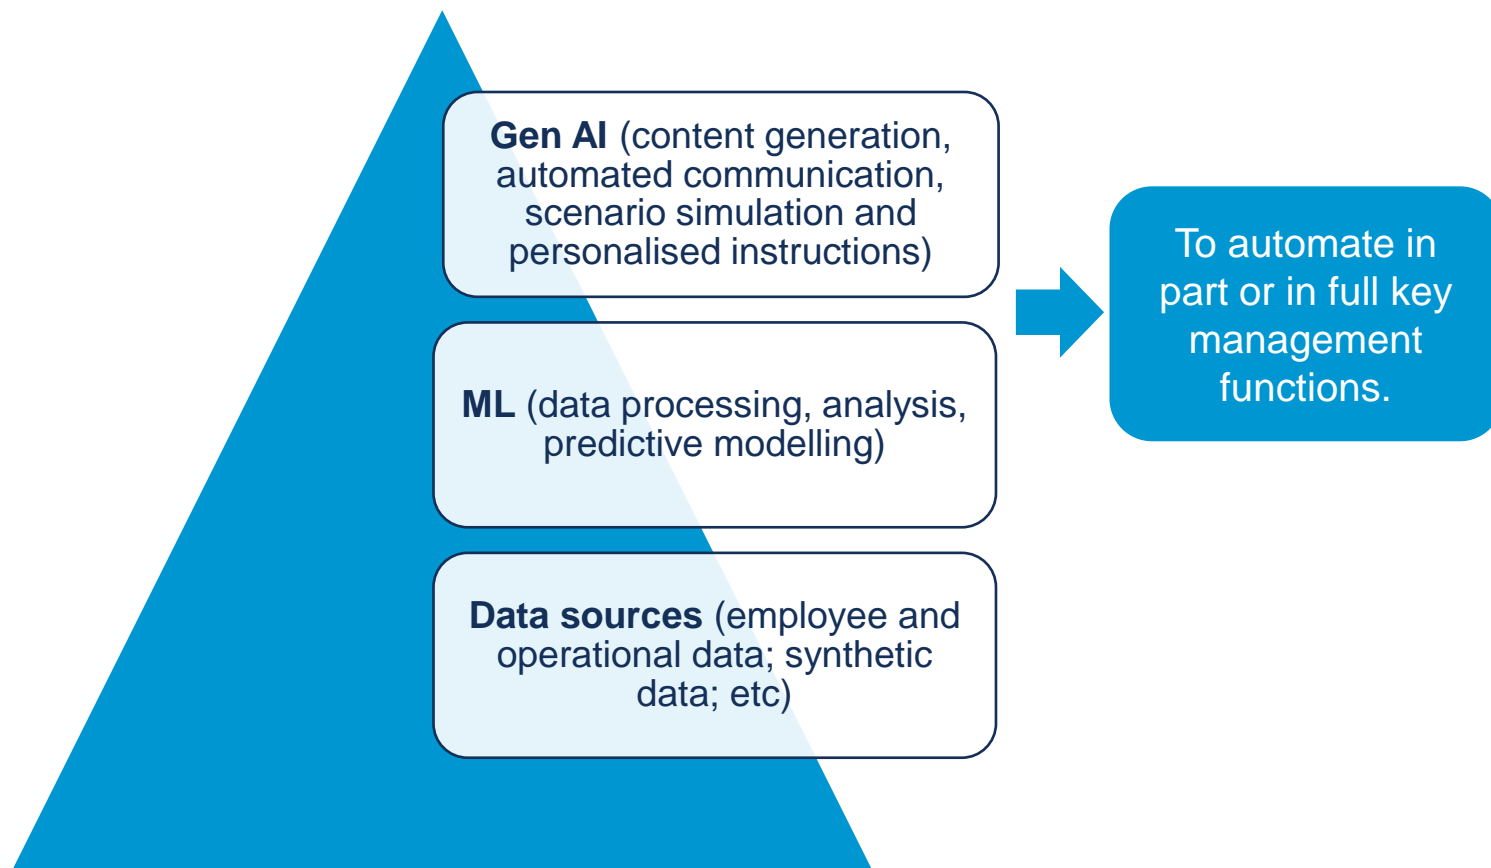 Gen AI (content generation,
automated communication,
scenario simulation and
personalised instructions)
To automate in
part or in full key
management
functions.
ML (data processing, analysis,
predictive modelling)
Data sources (employee and
operational data; synthetic
data; etc)